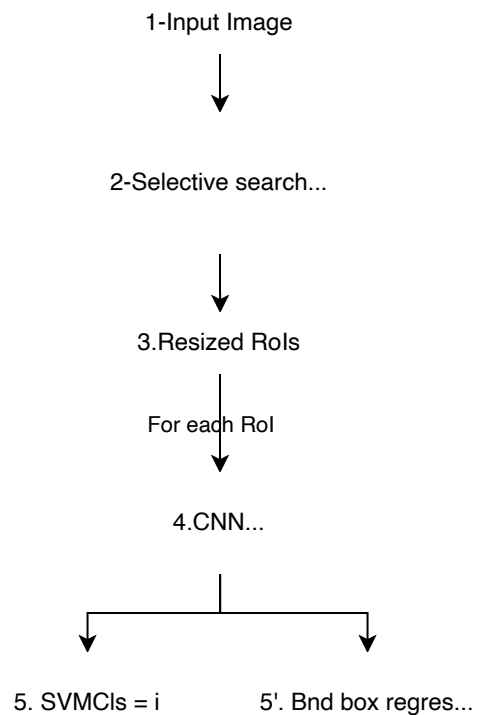 1-Input Image
2-Selective search...
3.Resized RoIs
For each RoI
4.CNN...
5. SVMCls = i
5'. Bnd box regres...